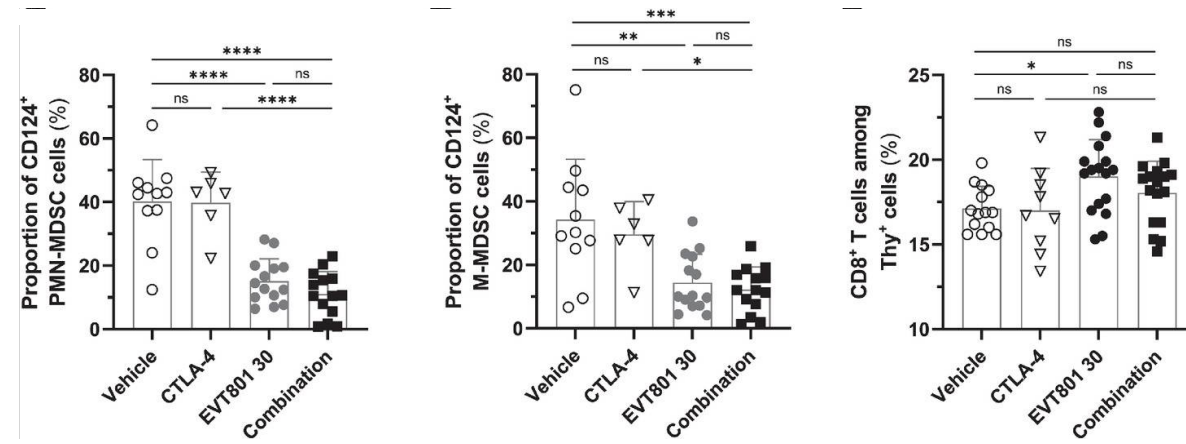 Proportion of CD124+
PMN-MDSC cells (%)
80
60
40
20
0
****
****
ns
ns
****
Vehicle
CTLA-4
EVT801 30
Combination
Proportion of CD124+
M-MDSC cells (%)
80
60
40
20
0
***
**
ns
ns
*
Vehicle
CTLA-4
EVT801 30
Combination
CD8+ T cells among
Thy+ cells (%)
25
20
15
10
ns
*
ns
ns
ns
Vehicle
CTLA-4
EVT801 30
Combination